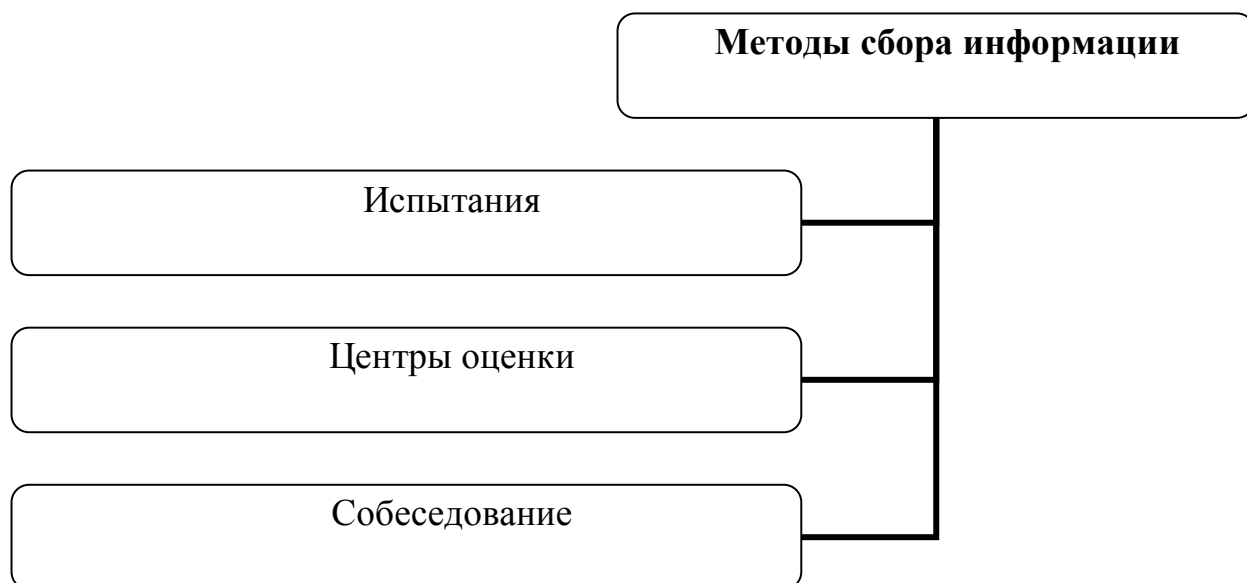 Методы сбора информации
Испытания
Центры оценки
Собеседование